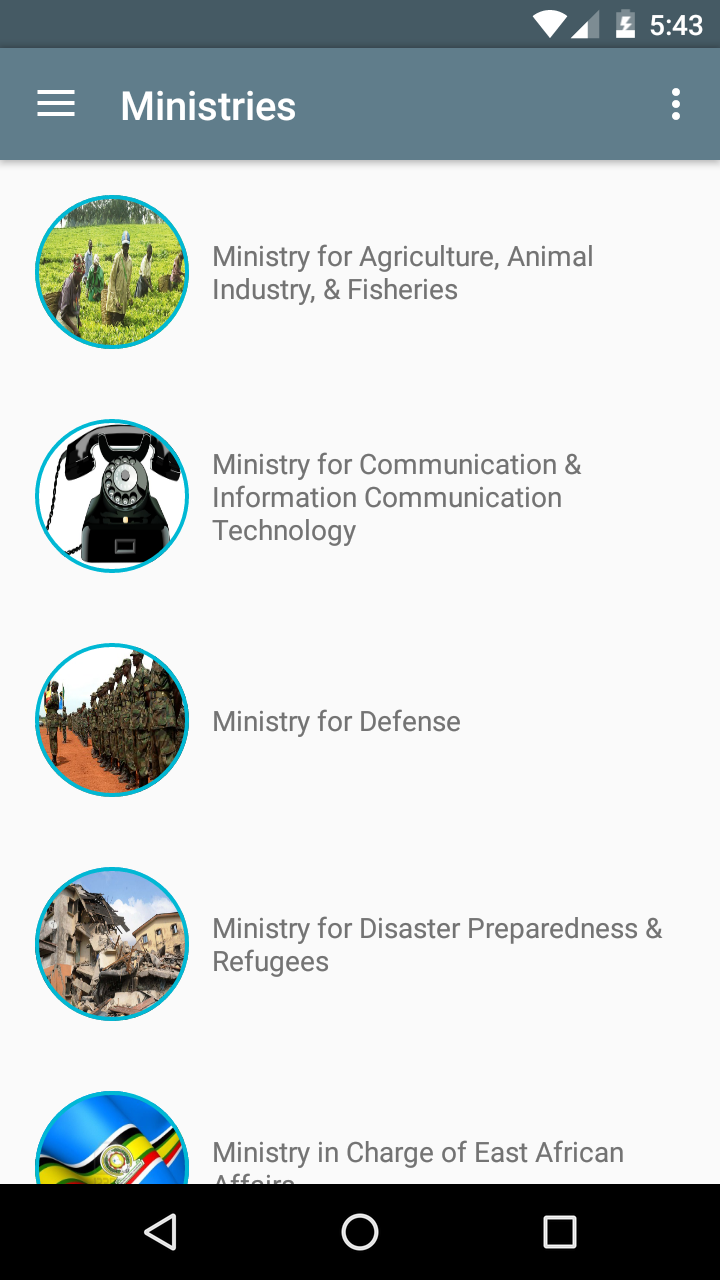 5:43
Ministries
Ministry for Agriculture, Animal
Industry, & Fisheries
Ministry for Communication &
Information Communication
Technology
Ministry for Defense
Ministry for Disaster Preparedness &
Refugees
Ministry in Charge of East African
Affairs